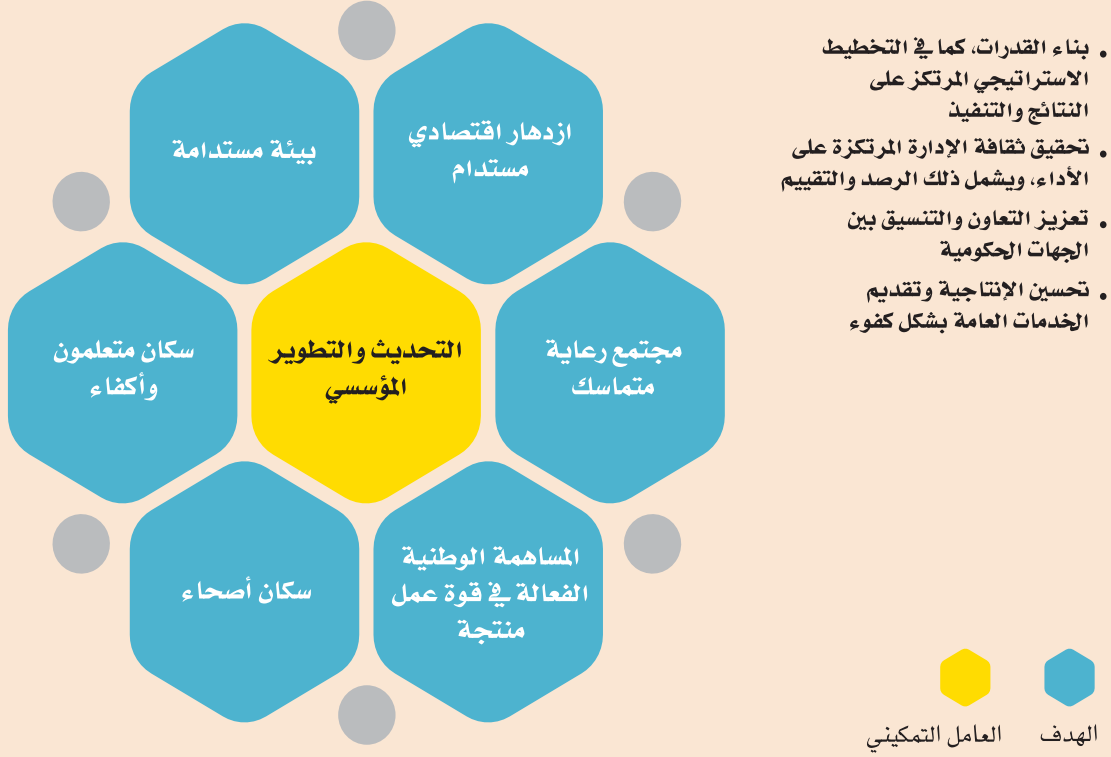 • بناء القدرات، كما في التخطيط
الاستراتيجي المرتكز على
النتائج والتنفيذ
• تحقيق ثقافة الإدارة المرتكزة على
الأداء، ويشمل ذلك الرصد والتقييم
• تعزيز التعاون والتنسيق بين
الجهات الحكومية
• تحسين الإنتاجية وتقديم
الخدمات العامة بشكل كفوء
ازدهار اقتصادي
مستدام
بيئة مستدامة
مجتمع رعاية
متماسك
التحديث والتطوير
المؤسسي
سكان متعلمون
وأكفاء
المساهمة الوطنية
الفعالة في قوة عمل
منتجة
سكان أصحاء
الهدف
العامل التمكيني